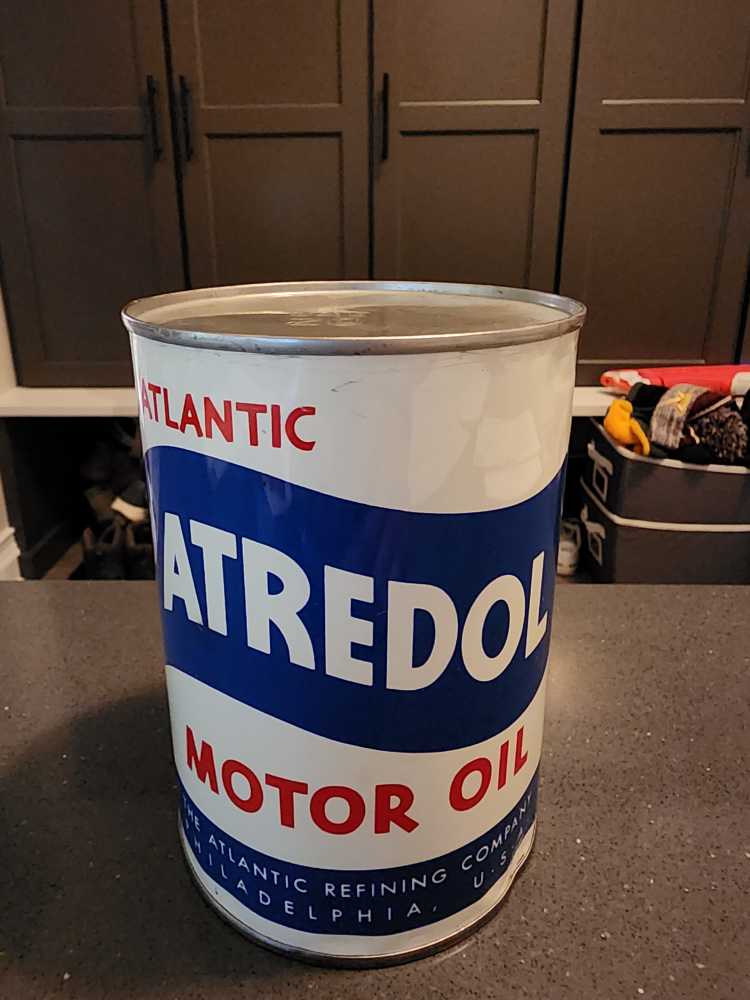 ATLANTIC
ATREDOL
MOTOR OIL
THE ATLANTIC REFINING COMPANY
PHILADELPHIA, U.S.A.